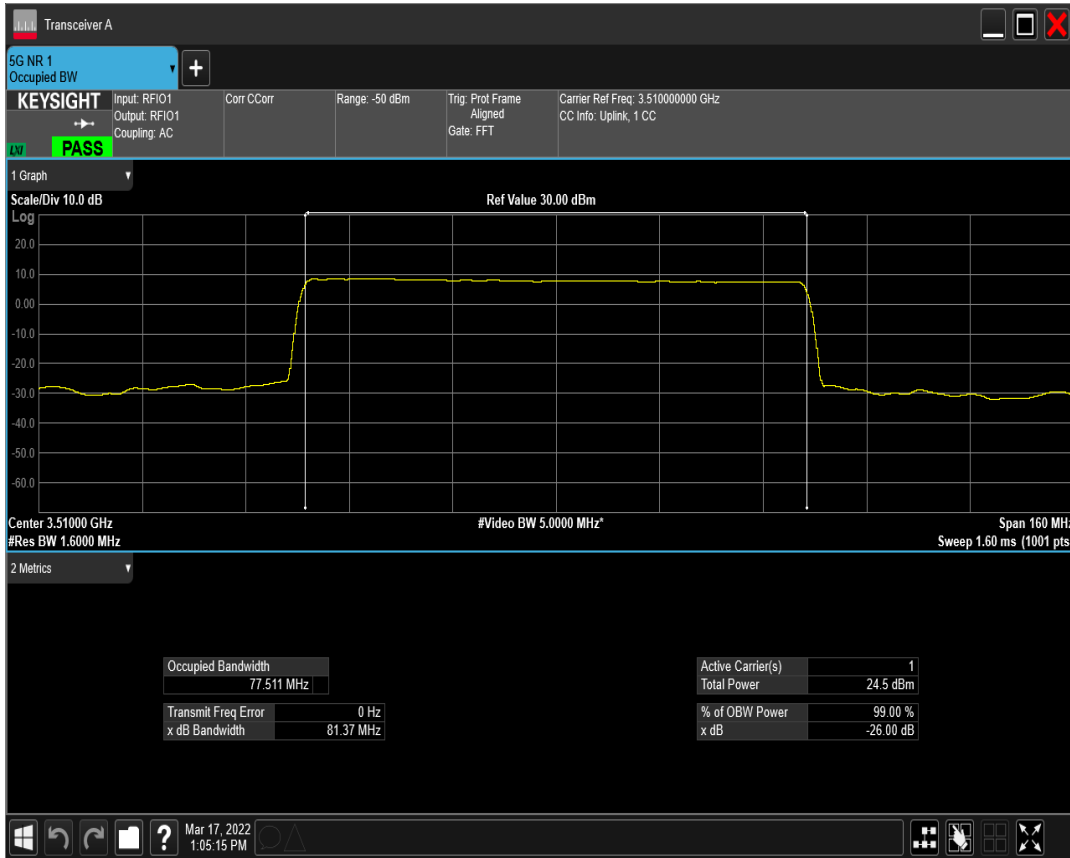 Transceiver A
5G NR 1
Occupied BW
KEYSIGHT
LXI
PASS
Input: RFIO1
Output: RFIO1
Coupling: AC
Corr CCorr
Range: -50 dBm
Trig: Prot Frame
Aligned
Gate: FFT
Carrier Ref Freq: 3.510000000 GHz
CC Info: Uplink, 1 CC
1 Graph
Scale/Div 10.0 dB
Ref Value 30.00 dBm
Log
20.0
10.0
0.00
-10.0
-20.0
-30.0
-40.0
-50.0
-60.0
Center 3.51000 GHz
#Video BW 5.0000 MHz*
Span 160 MHz
#Res BW 1.6000 MHz
Sweep 1.60 ms (1001 pts
2 Metrics
Occupied Bandwidth
77.511 MHz
Transmit Freq Error 0 Hz
x dB Bandwidth 81.37 MHz
Active Carrier(s) 1
Total Power 24.5 dBm
% of OBW Power 99.00 %
x dB -26.00 dB
Mar 17, 2022
1:05:15 PM